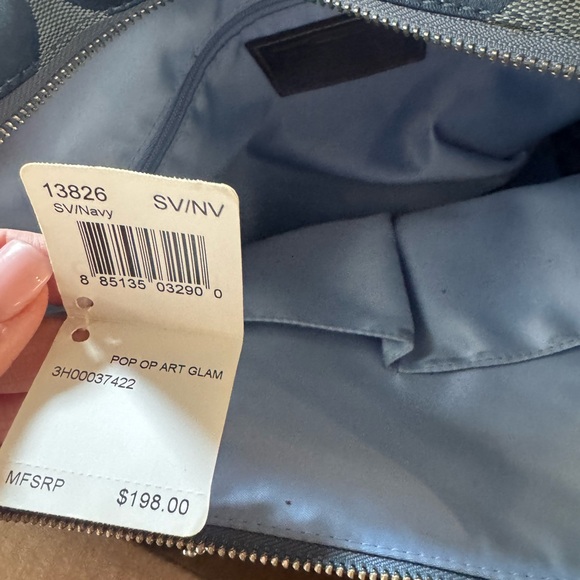 13826 SV/NV
SV/Navy
8 85135 03290 0
POP OP ART GLAM
3H00037422
MFSRP $198.00